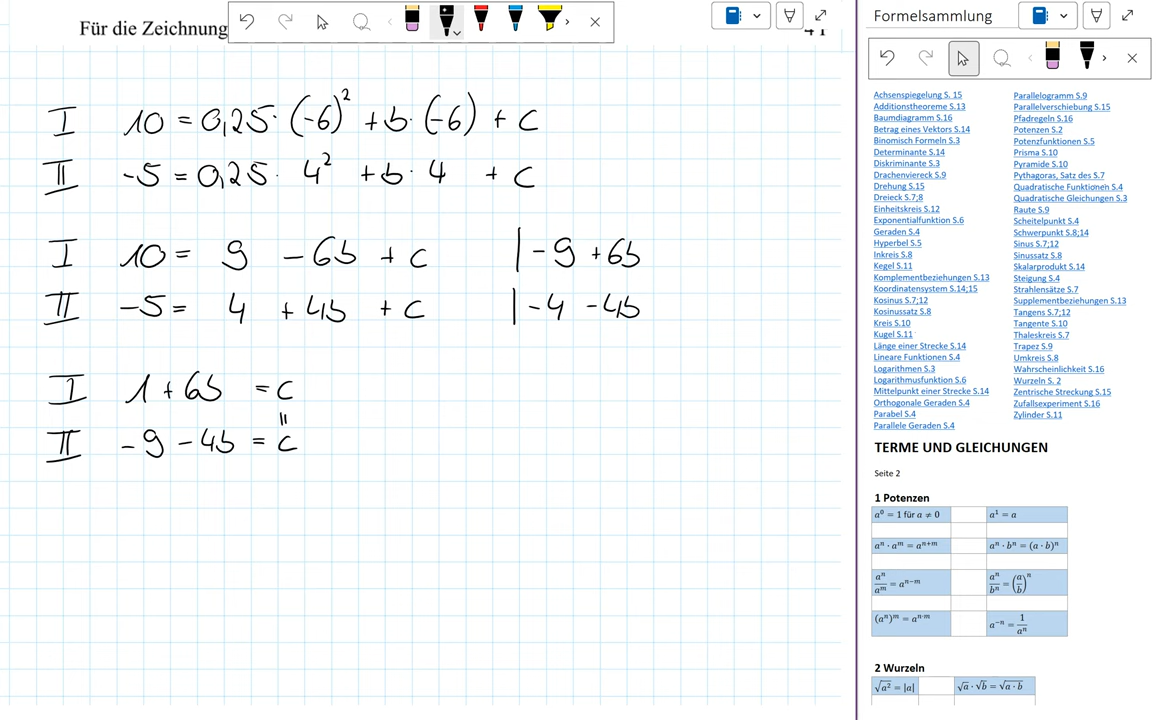 Für die Zeichnung
I 10 = 0,25 · (-6)² + b · (-6) + c
II -5 = 0,25 · 4² + b · 4 + c
I 10 = 9 - 6b + c | - 9 + 6b
II -5 = 4 + 4b + c | - 4 - 4b
I 1 + 6b = c
=
II - 9 - 4b = c
Formelsammlung
Achsenspiegelung S. 15
Additionstheoreme S.13
Baumdiagramm S.16
Betrag eines Vektors S.14
Binomisch Formeln S.3
Determinante S.14
Diskriminante S.3
Drachenviereck S.9
Drehung S.15
Dreieck S.7;8
Einheitskreis S.12
Exponentialfunktion S.6
Geraden S.4
Hyperbel S.5
Inkreis S.8
Kegel S.11
Komplementbeziehungen S.13
Koordinatensystem S.14;15
Kosinus S.7;12
Kosinussatz S.8
Kreis S.10
Kugel S.11
Länge einer Strecke S.14
Lineare Funktionen S.4
Logarithmen S.3
Logarithmusfunktion S.6
Mittelpunkt einer Strecke S.14
Orthogonale Geraden S.4
Parabel S.4
Parallele Geraden S.4
Parallelogramm S.9
Parallelverschiebung S.15
Pfadregeln S.16
Potenzen S.2
Potenzfunktionen S.5
Prisma S.10
Pyramide S.10
Pythagoras, Satz des S.7
Quadratische Funktionen S.4
Quadratische Gleichungen S.3
Raute S.9
Scheitelpunkt S.4
Schwerpunkt S.8;14
Sinus S.7;12
Sinussatz S.8
Skalarprodukt S.14
Steigung S.4
Strahlensätze S.7
Supplementbeziehungen S.13
Tangens S.7;12
Tangente S.10
Thaleskreis S.7
Trapez S.9
Umkreis S.8
Wahrscheinlichkeit S.16
Wurzeln S. 2
Zentrische Streckung S.15
Zufallsexperiment S.16
Zylinder S.11
TERME UND GLEICHUNGEN
Seite 2
1 Potenzen
a⁰ = 1 für a ≠ 0 a¹ = a
aⁿ · aᵐ = aⁿ⁺ᵐ aⁿ · bⁿ = (a · b)ⁿ
aⁿ/aᵐ = aⁿ⁻ᵐ aⁿ/bⁿ = (a/b)ⁿ
(aⁿ)ᵐ = aⁿ·ᵐ a⁻ⁿ = 1/aⁿ
2 Wurzeln
√a² = |a| √a · √b = √a · b